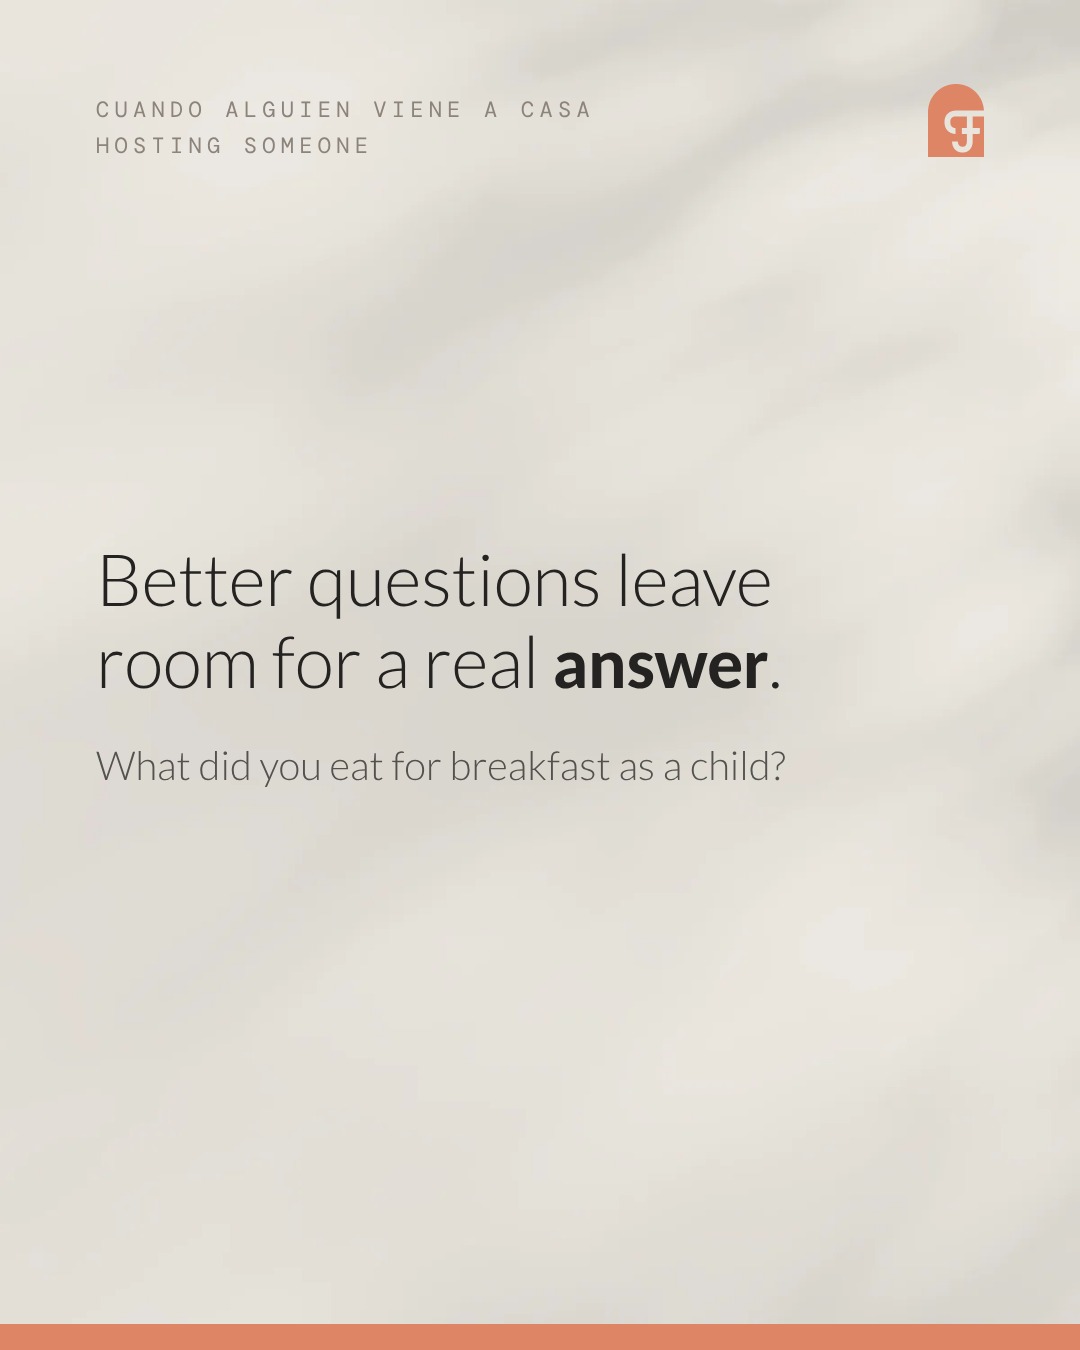 CUANDO ALGUIEN VIENE A CASA
HOSTING SOMEONE
Better questions leave
room for a real answer.
What did you eat for breakfast as a child?